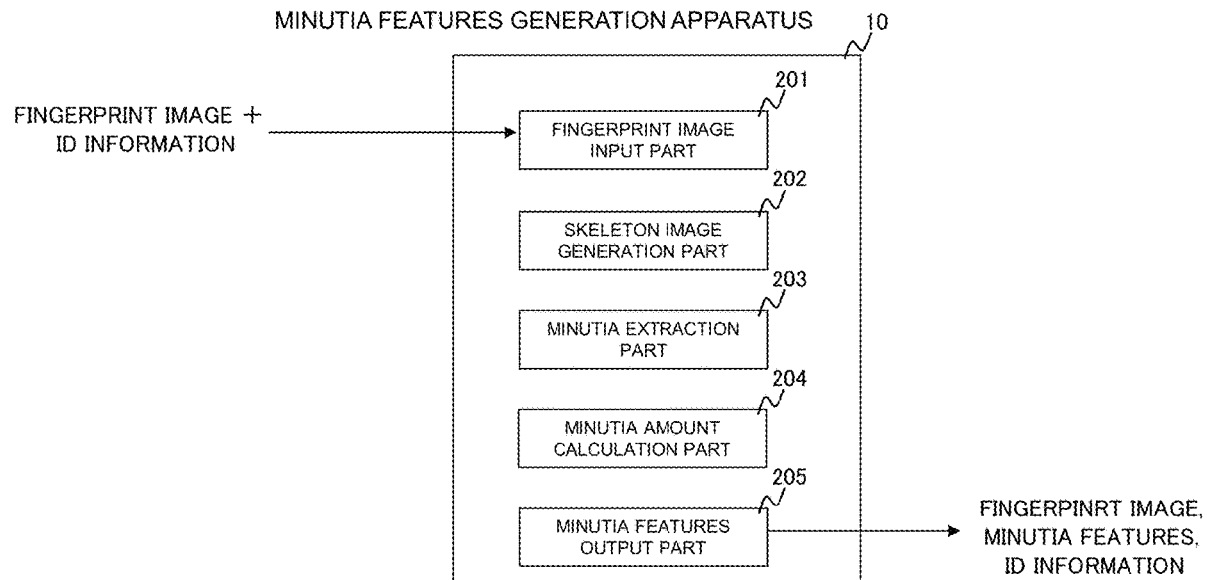 MINUTIA FEATURES GENERATION APPARATUS
10
FINGERPRINT IMAGE +
ID INFORMATION
201
FINGERPRINT IMAGE
INPUT PART
202
SKELETON IMAGE
GENERATION PART
203
MINUTIA EXTRACTION
PART
204
MINUTIA AMOUNT
CALCULATION PART
205
MINUTIA FEATURES
OUTPUT PART
FINGERPINRT IMAGE,
MINUTIA FEATURES,
ID INFORMATION